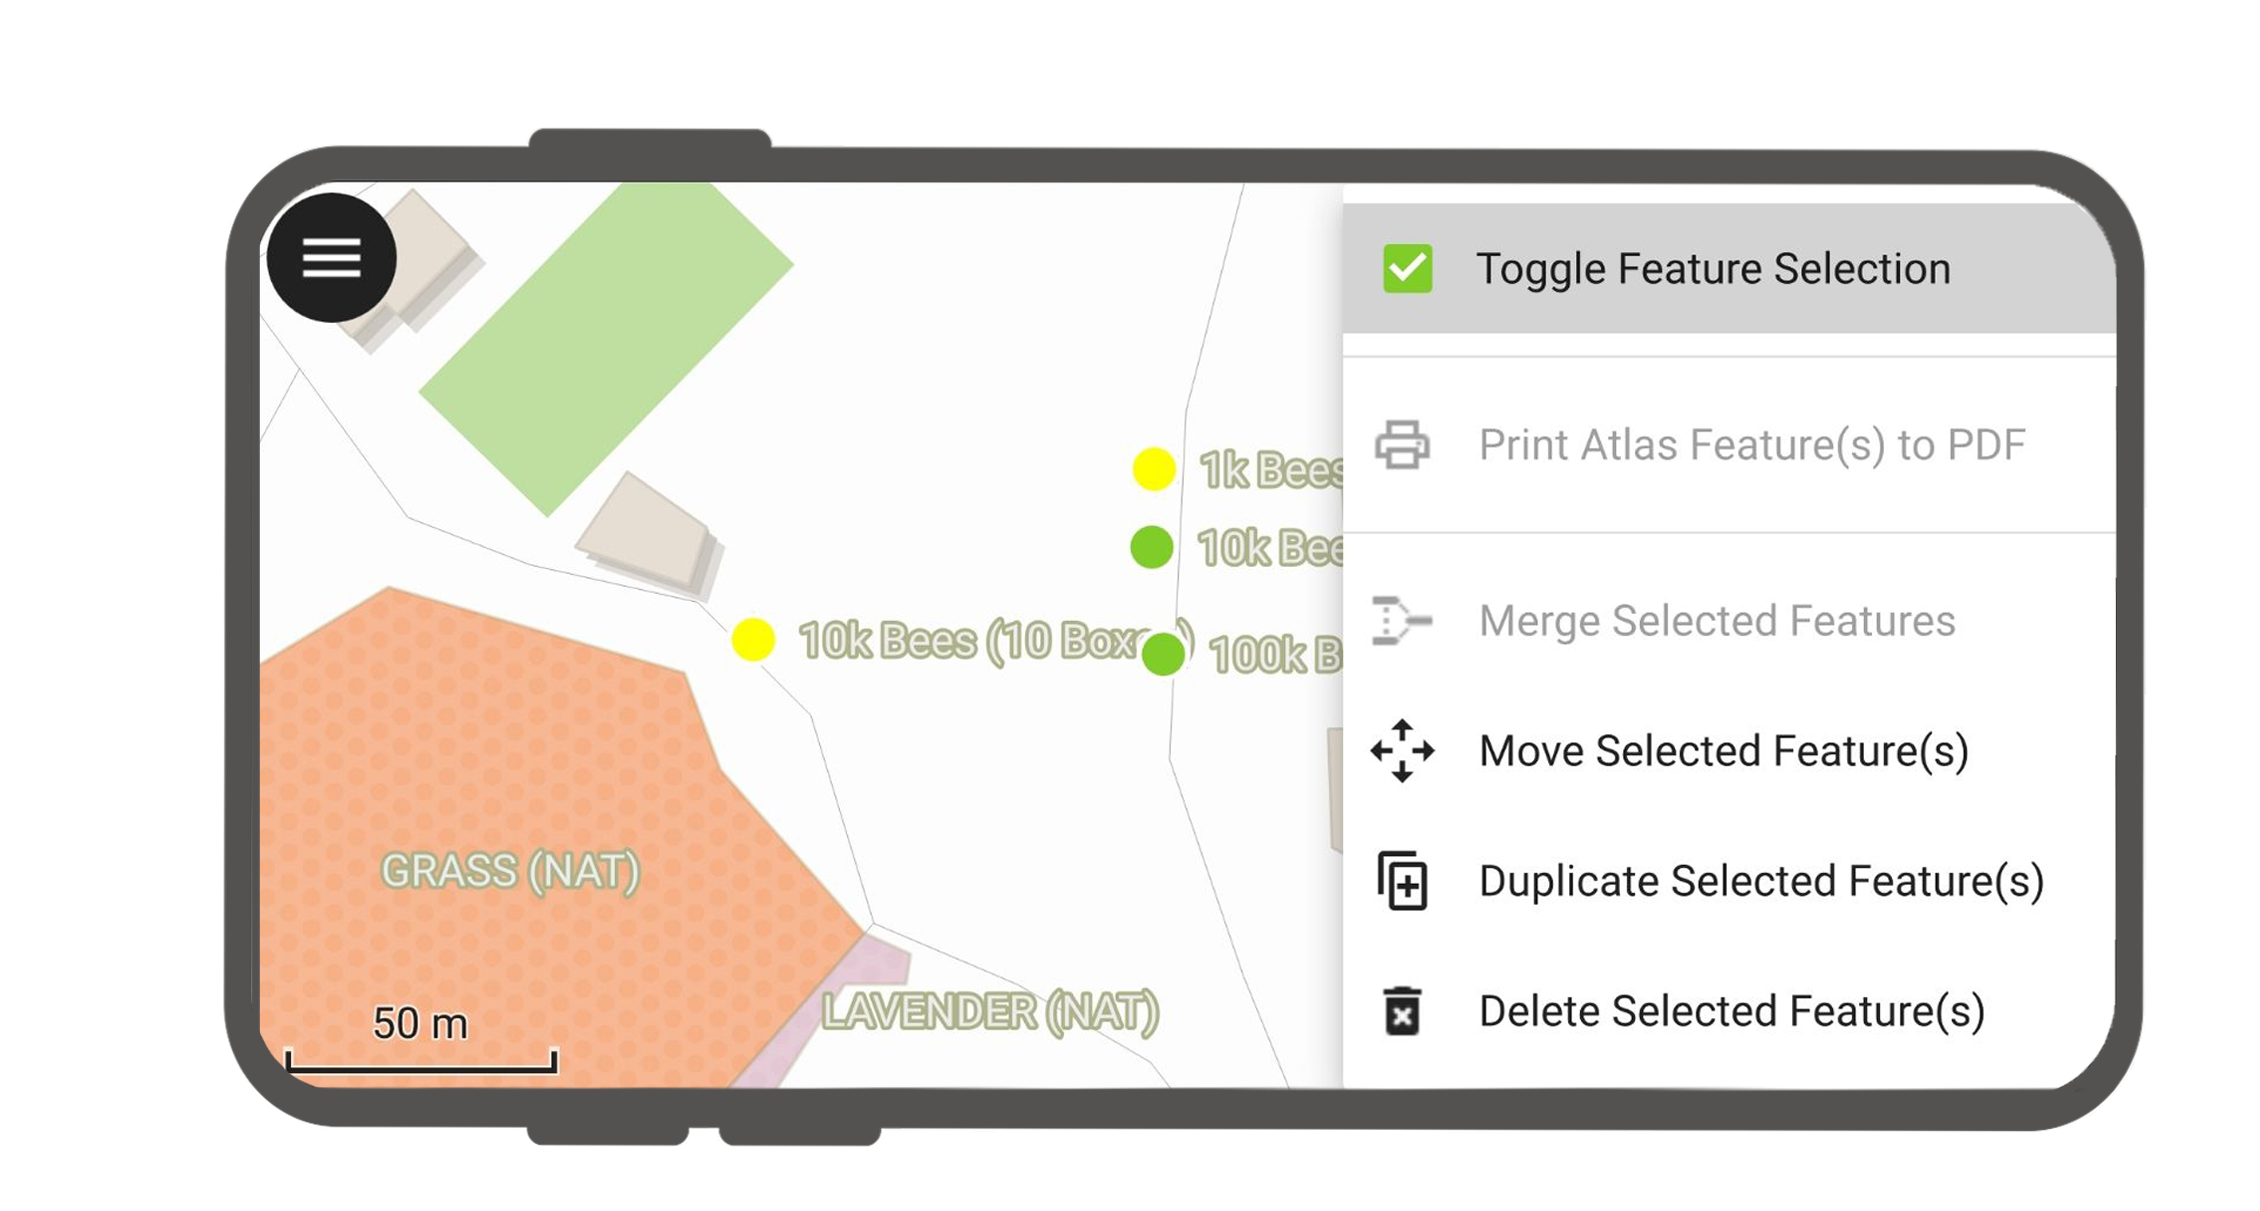 Toggle Feature Selection
Print Atlas Feature(s) to PDF
1k Bees
10k Bee
Merge Selected Features
10k Bees (10 Box
100k B
Move Selected Feature(s)
GRASS (NAT)
Duplicate Selected Feature(s)
LAVENDER (NAT)
Delete Selected Feature(s)
50 m